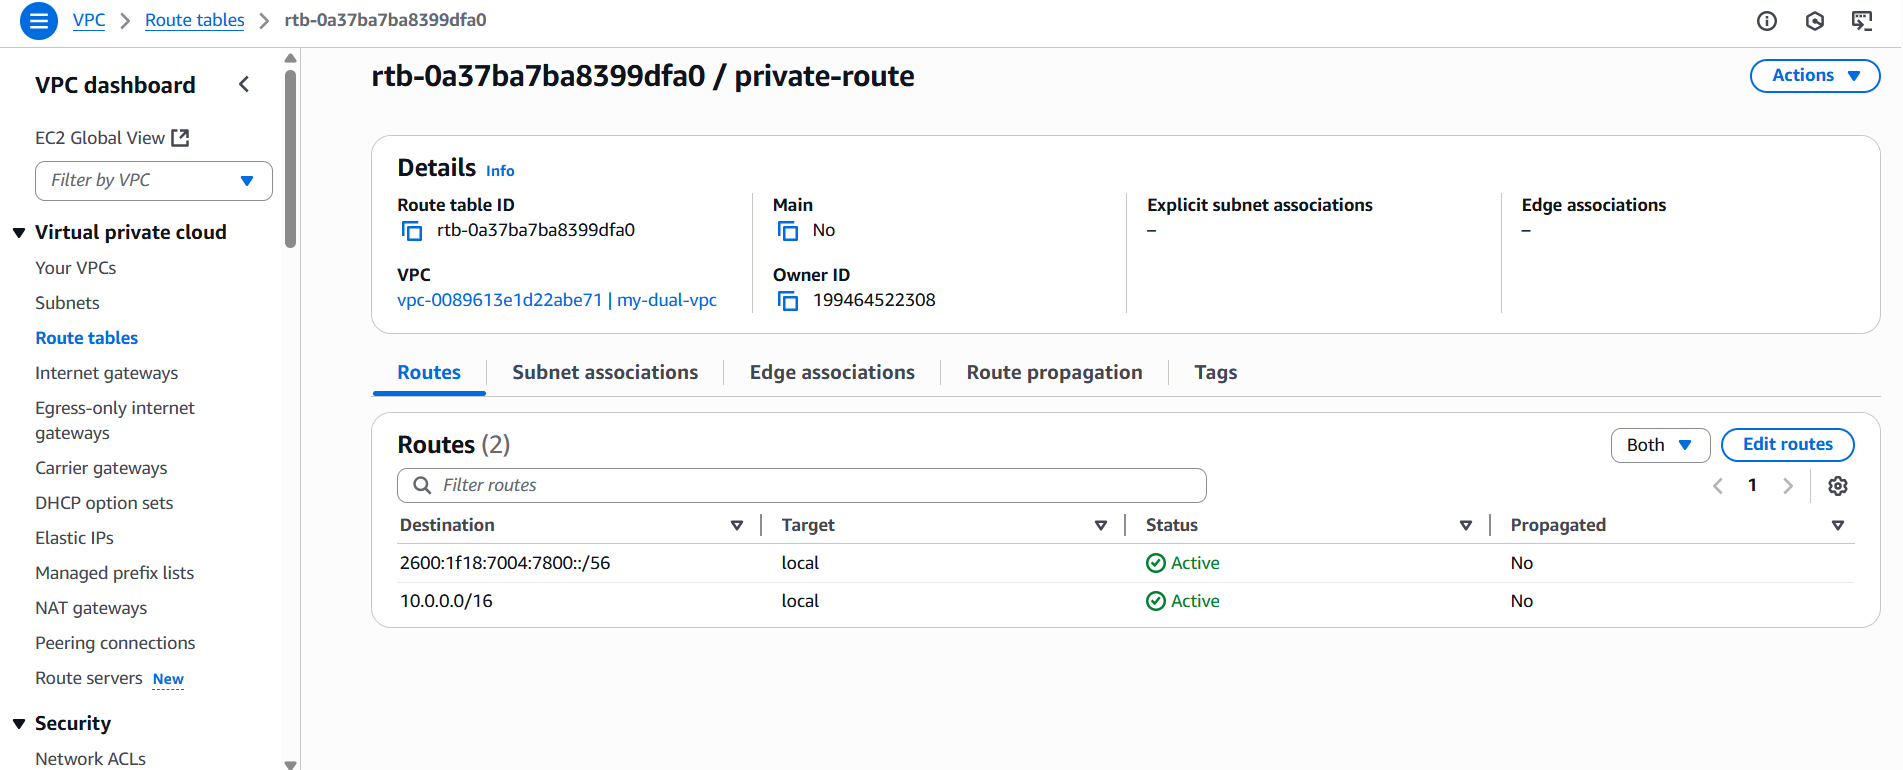 VPC > Route tables > rtb-0a37ba7ba8399dfa0
VPC dashboard
EC2 Global View
Filter by VPC
Virtual private cloud
Your VPCs
Subnets
Route tables
Internet gateways
Egress-only internet
gateways
Carrier gateways
DHCP option sets
Elastic IPs
Managed prefix lists
NAT gateways
Peering connections
Route servers New
Security
Network ACLs
rtb-0a37ba7ba8399dfa0 / private-route
Actions
Details Info
Route table ID
rtb-0a37ba7ba8399dfa0
Main
No
Explicit subnet associations
–
Edge associations
–
VPC
vpc-0089613e1d22abe71 | my-dual-vpc
Owner ID
199464522308
Routes Subnet associations Edge associations Route propagation Tags
Routes (2)
Both
Edit routes
Filter routes
1
Destination Target Status Propagated
2600:1f18:7004:7800::/56 local Active No
10.0.0.0/16 local Active No